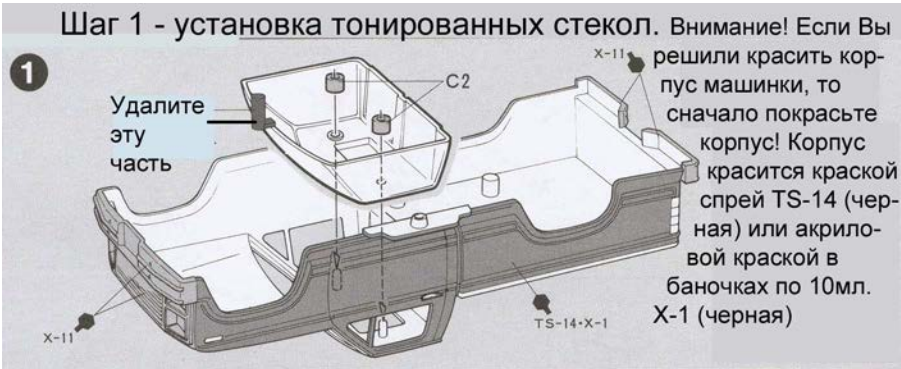 Шаг 1 - установка тонированных стекол. Внимание! Если Вы
решили красить кор-
пус машинки, то
сначало покрасьте
корпус! Корпус
красится краской
спрей TS-14 (чер-
ная) или акрило-
вой краской в
баночках по 10мл.
X-1 (черная)
1
Удалите
эту
часть
C2
X-11
X-11
TS-14·X-1